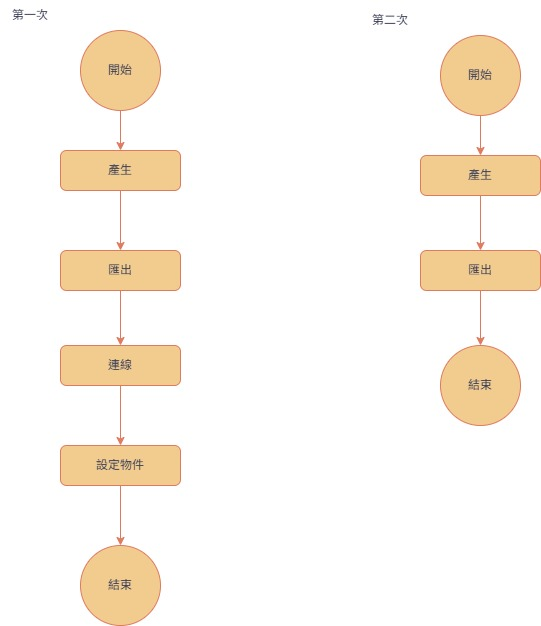 第一次
開始
產生
匯出
連線
設定物件
結束
第二次
開始
產生
匯出
結束